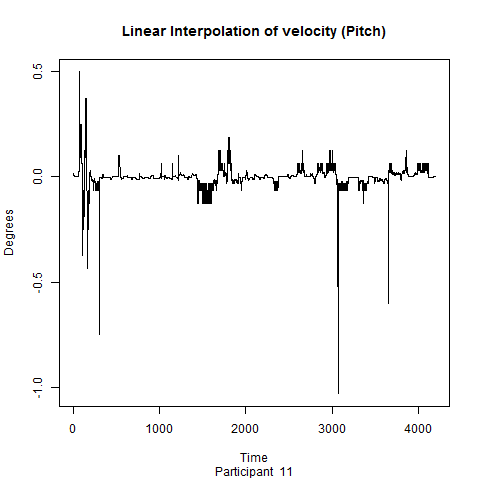 Linear Interpolation of velocity (Pitch)
Degrees
0.5
0.0
-0.5
-1.0
0 1000 2000 3000 4000
Time
Participant 11